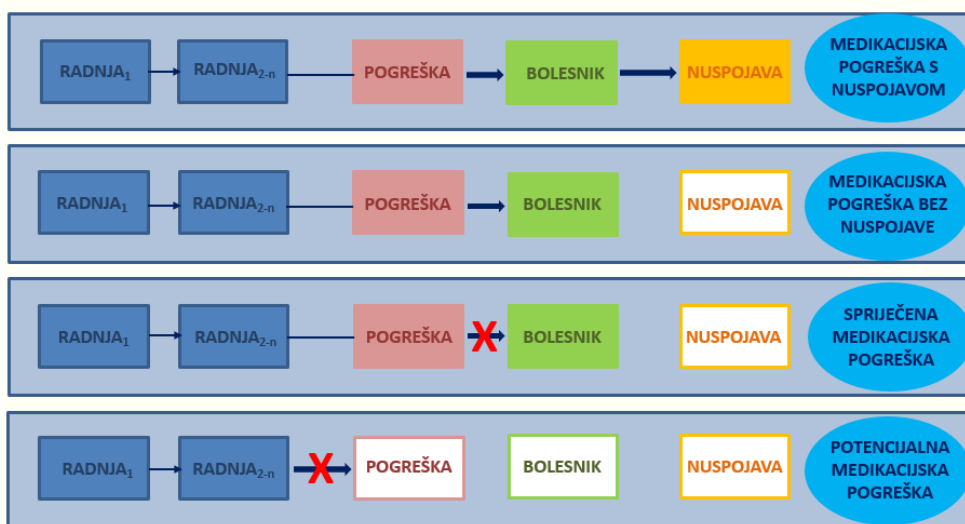 RADNJA₁
RADNJA₂₋ₙ
POGREŠKA
BOLESNIK
NUSPOJAVA
MEDIKACIJSKA
POGREŠKA S
NUSPOJAVOM
RADNJA₁
RADNJA₂₋ₙ
POGREŠKA
BOLESNIK
NUSPOJAVA
MEDIKACIJSKA
POGREŠKA BEZ
NUSPOJAVE
RADNJA₁
RADNJA₂₋ₙ
POGREŠKA
X
BOLESNIK
NUSPOJAVA
SPRIJEČENA
MEDIKACIJSKA
POGREŠKA
RADNJA₁
RADNJA₂₋ₙ
X
POGREŠKA
BOLESNIK
NUSPOJAVA
POTENCIJALNA
MEDIKACIJSKA
POGREŠKA